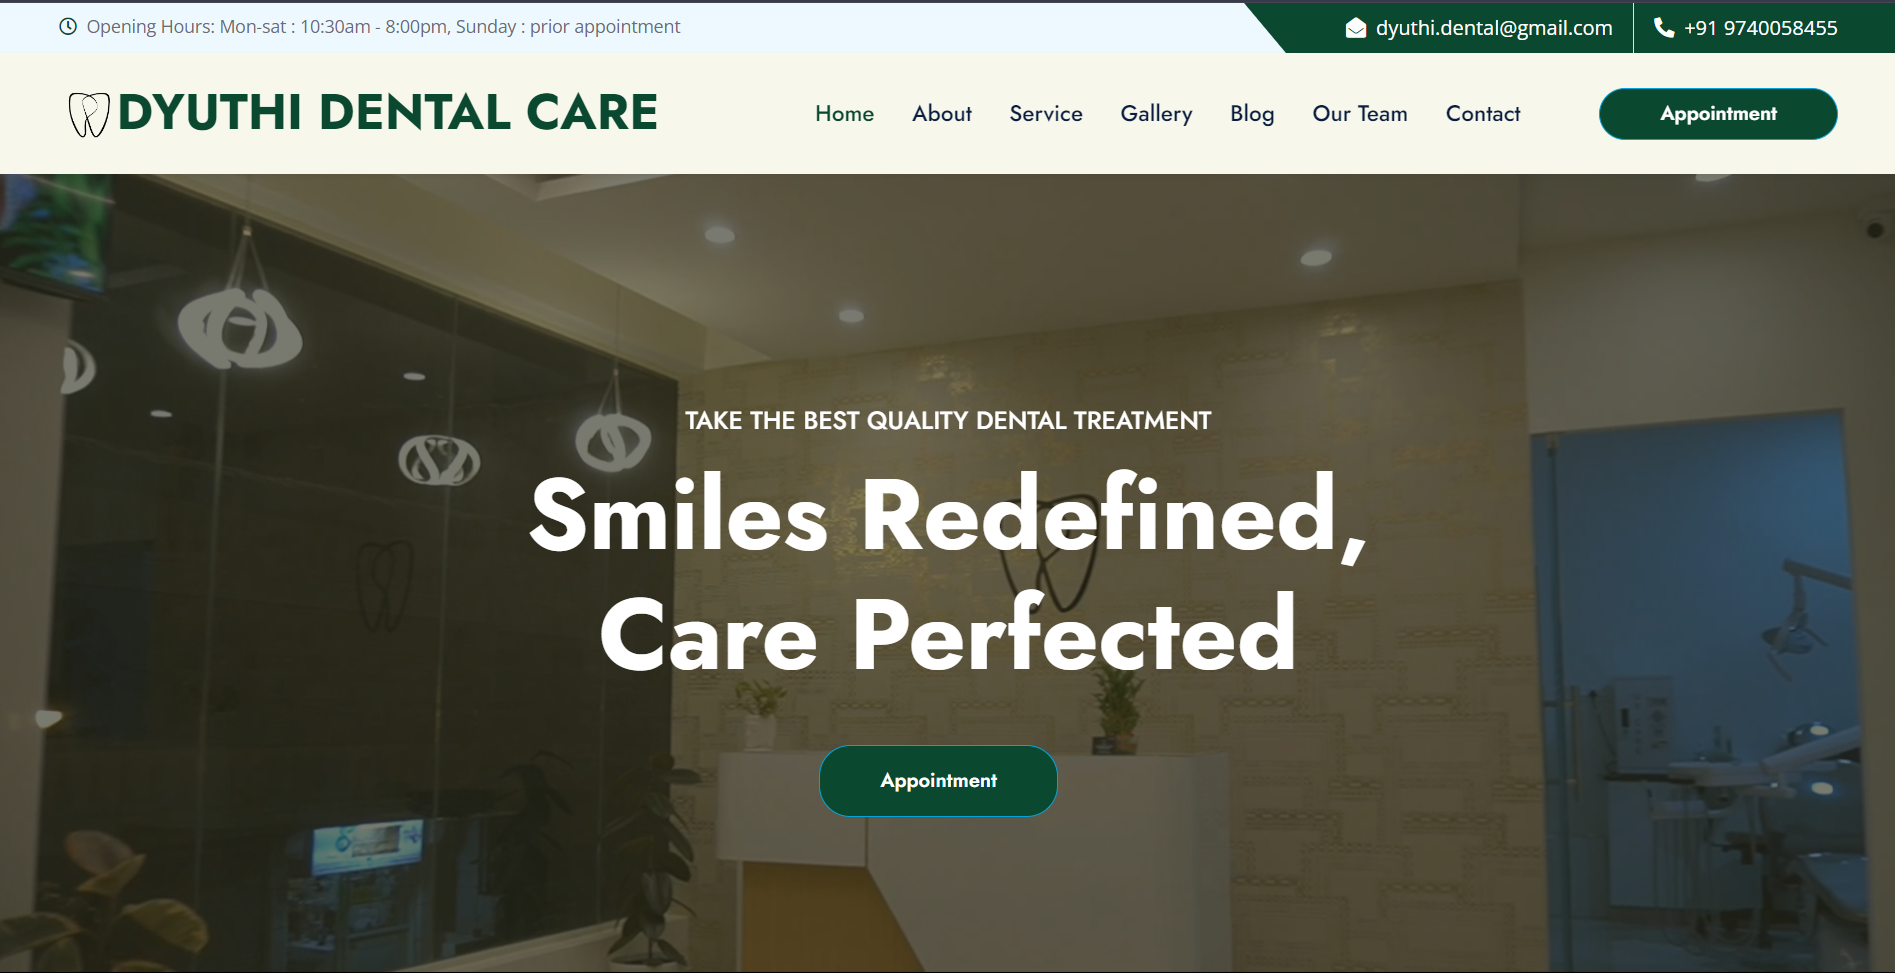 Opening Hours: Mon-sat : 10:30am - 8:00pm, Sunday : prior appointment
dyuthi.dental@gmail.com
+91 9740058455
DYUTHI DENTAL CARE
Home
About
Service
Gallery
Blog
Our Team
Contact
Appointment
TAKE THE BEST QUALITY DENTAL TREATMENT
Smiles Redefined,
Care Perfected
Appointment